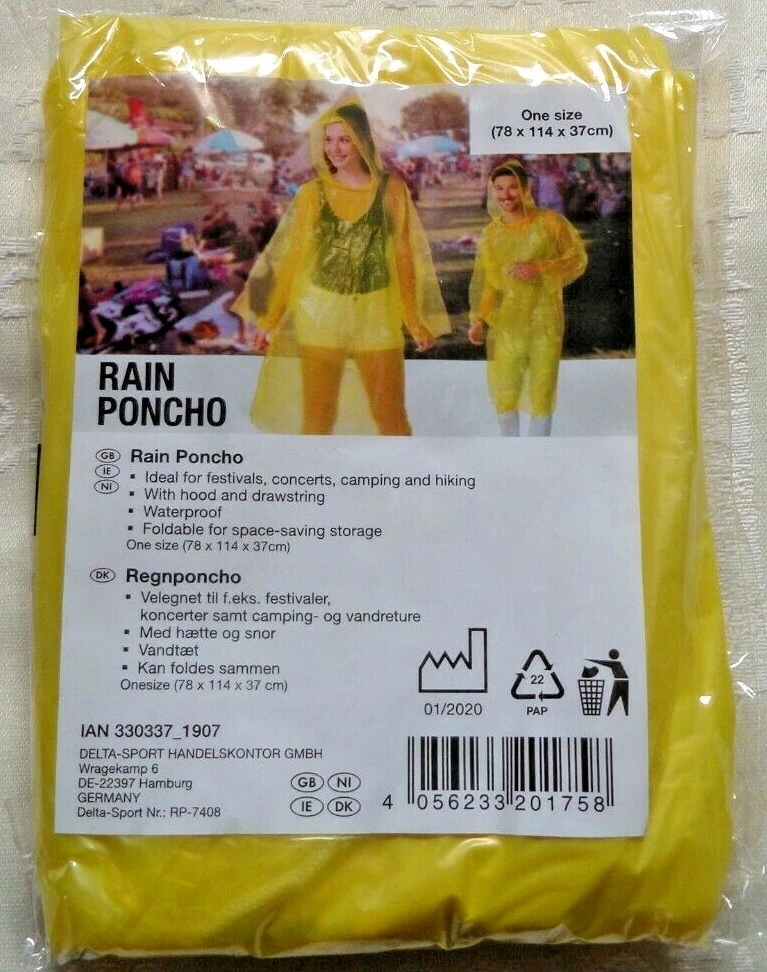 One size
(78 x 114 x 37cm)
RAIN
PONCHO
GB Rain Poncho
IE
NI
▪ Ideal for festivals, concerts, camping and hiking
▪ With hood and drawstring
▪ Waterproof
▪ Foldable for space-saving storage
One size (78 x 114 x 37cm)
DK Regnponcho
▪ Velegnet til f.eks. festivaler,
koncerter samt camping- og vandreture
▪ Med hætte og snor
▪ Vandtæt
▪ Kan foldes sammen
Onesize (78 x 114 x 37 cm)
01/2020
22
PAP
IAN 330337_1907
DELTA-SPORT HANDELSKONTOR GMBH
Wragekamp 6
DE-22397 Hamburg
GERMANY
Delta-Sport Nr.: RP-7408
GB NI
IE DK
4 056233 201758